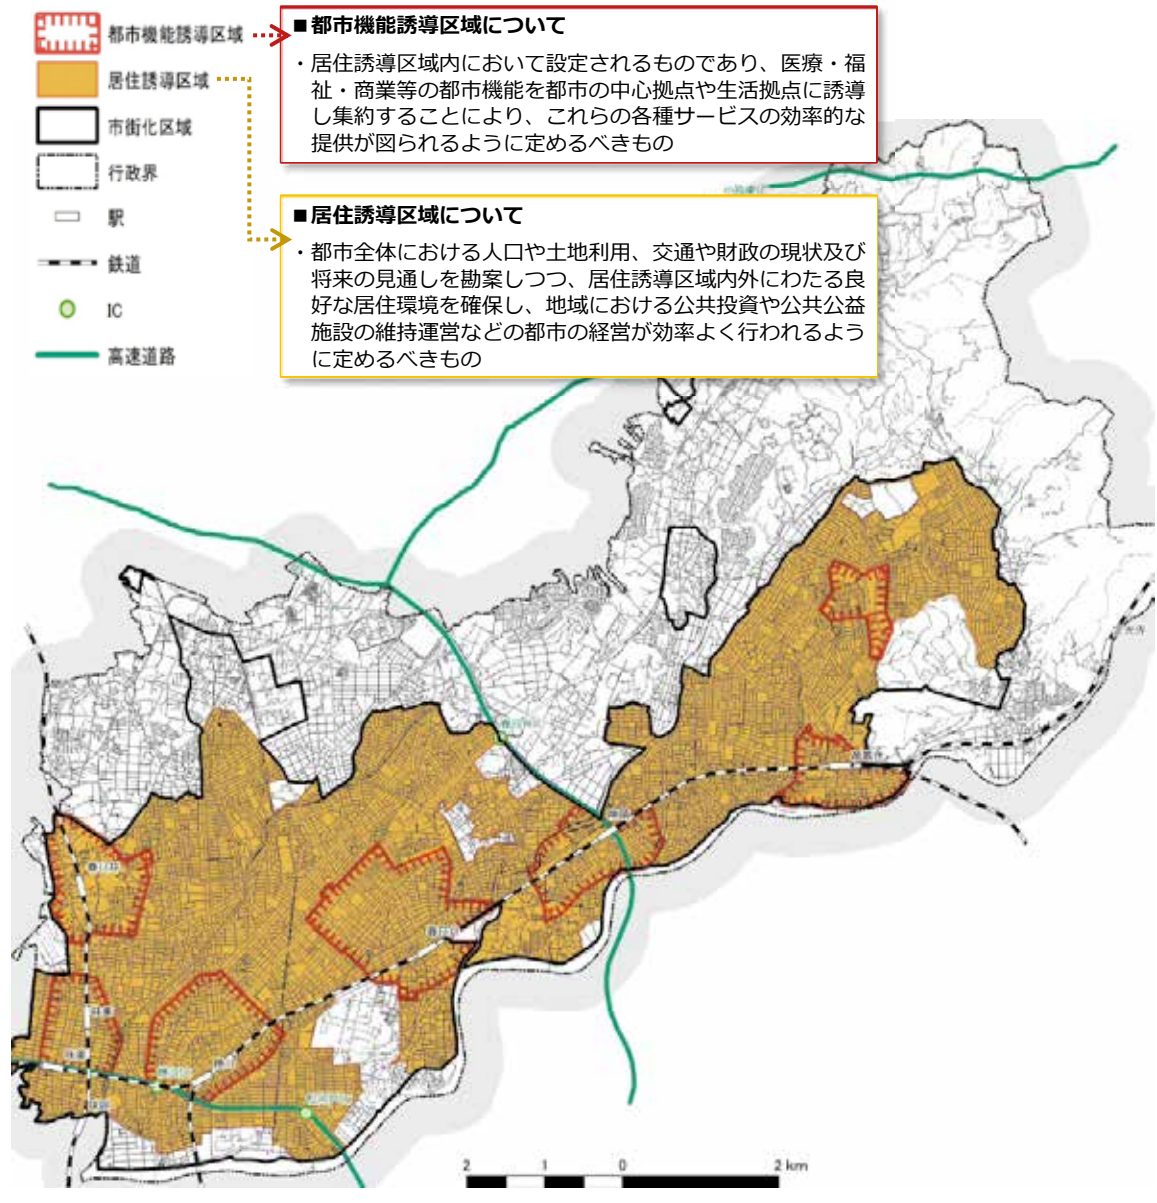 都市機能誘導区域
居住誘導区域
市街化区域
行政界
駅
鉄道
IC
高速道路
■都市機能誘導区域について
・居住誘導区域内において設定されるものであり、医療・福
祉・商業等の都市機能を都市の中心拠点や生活拠点に誘導
し集約することにより、これらの各種サービスの効率的な
提供が図られるように定めるべきもの
■居住誘導区域について
・都市全体における人口や土地利用、交通や財政の現状及び
将来の見通しを勘案しつつ、居住誘導区域内外にわたる良
好な居住環境を確保し、地域における公共投資や公共公益
施設の維持運営などの都市の経営が効率よく行われるよう
に定めるべきもの
春日井
神領
高蔵寺
勝川
2 1 0 2 km